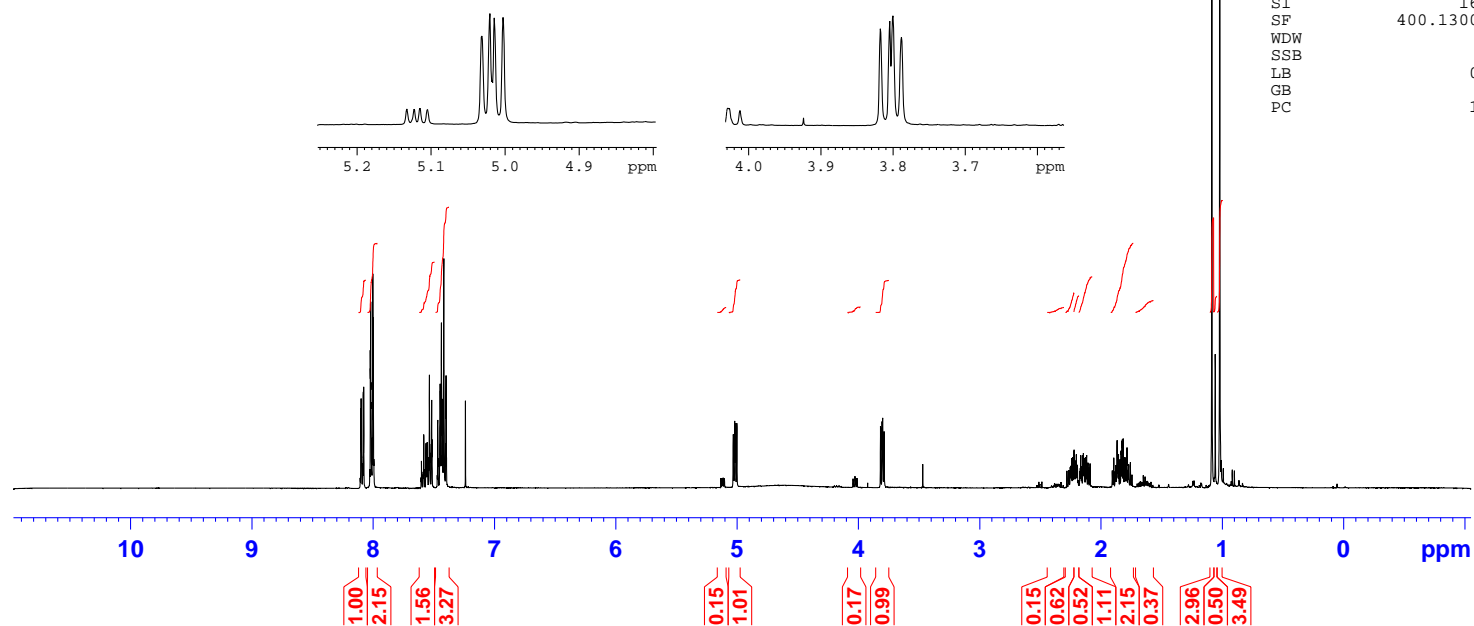 SI 16
SF 400.1300
WDW
SSB
LB 0
GB
PC 1
5.2 5.1 5.0 4.9 ppm
4.0 3.9 3.8 3.7 ppm
10 9 8 7 6 5 4 3 2 1 0 ppm
1.00 2.15 1.56 3.27 0.15 1.01 0.17 0.99 0.15 0.62 0.52 1.11 2.15 0.37 2.96 0.50 3.49